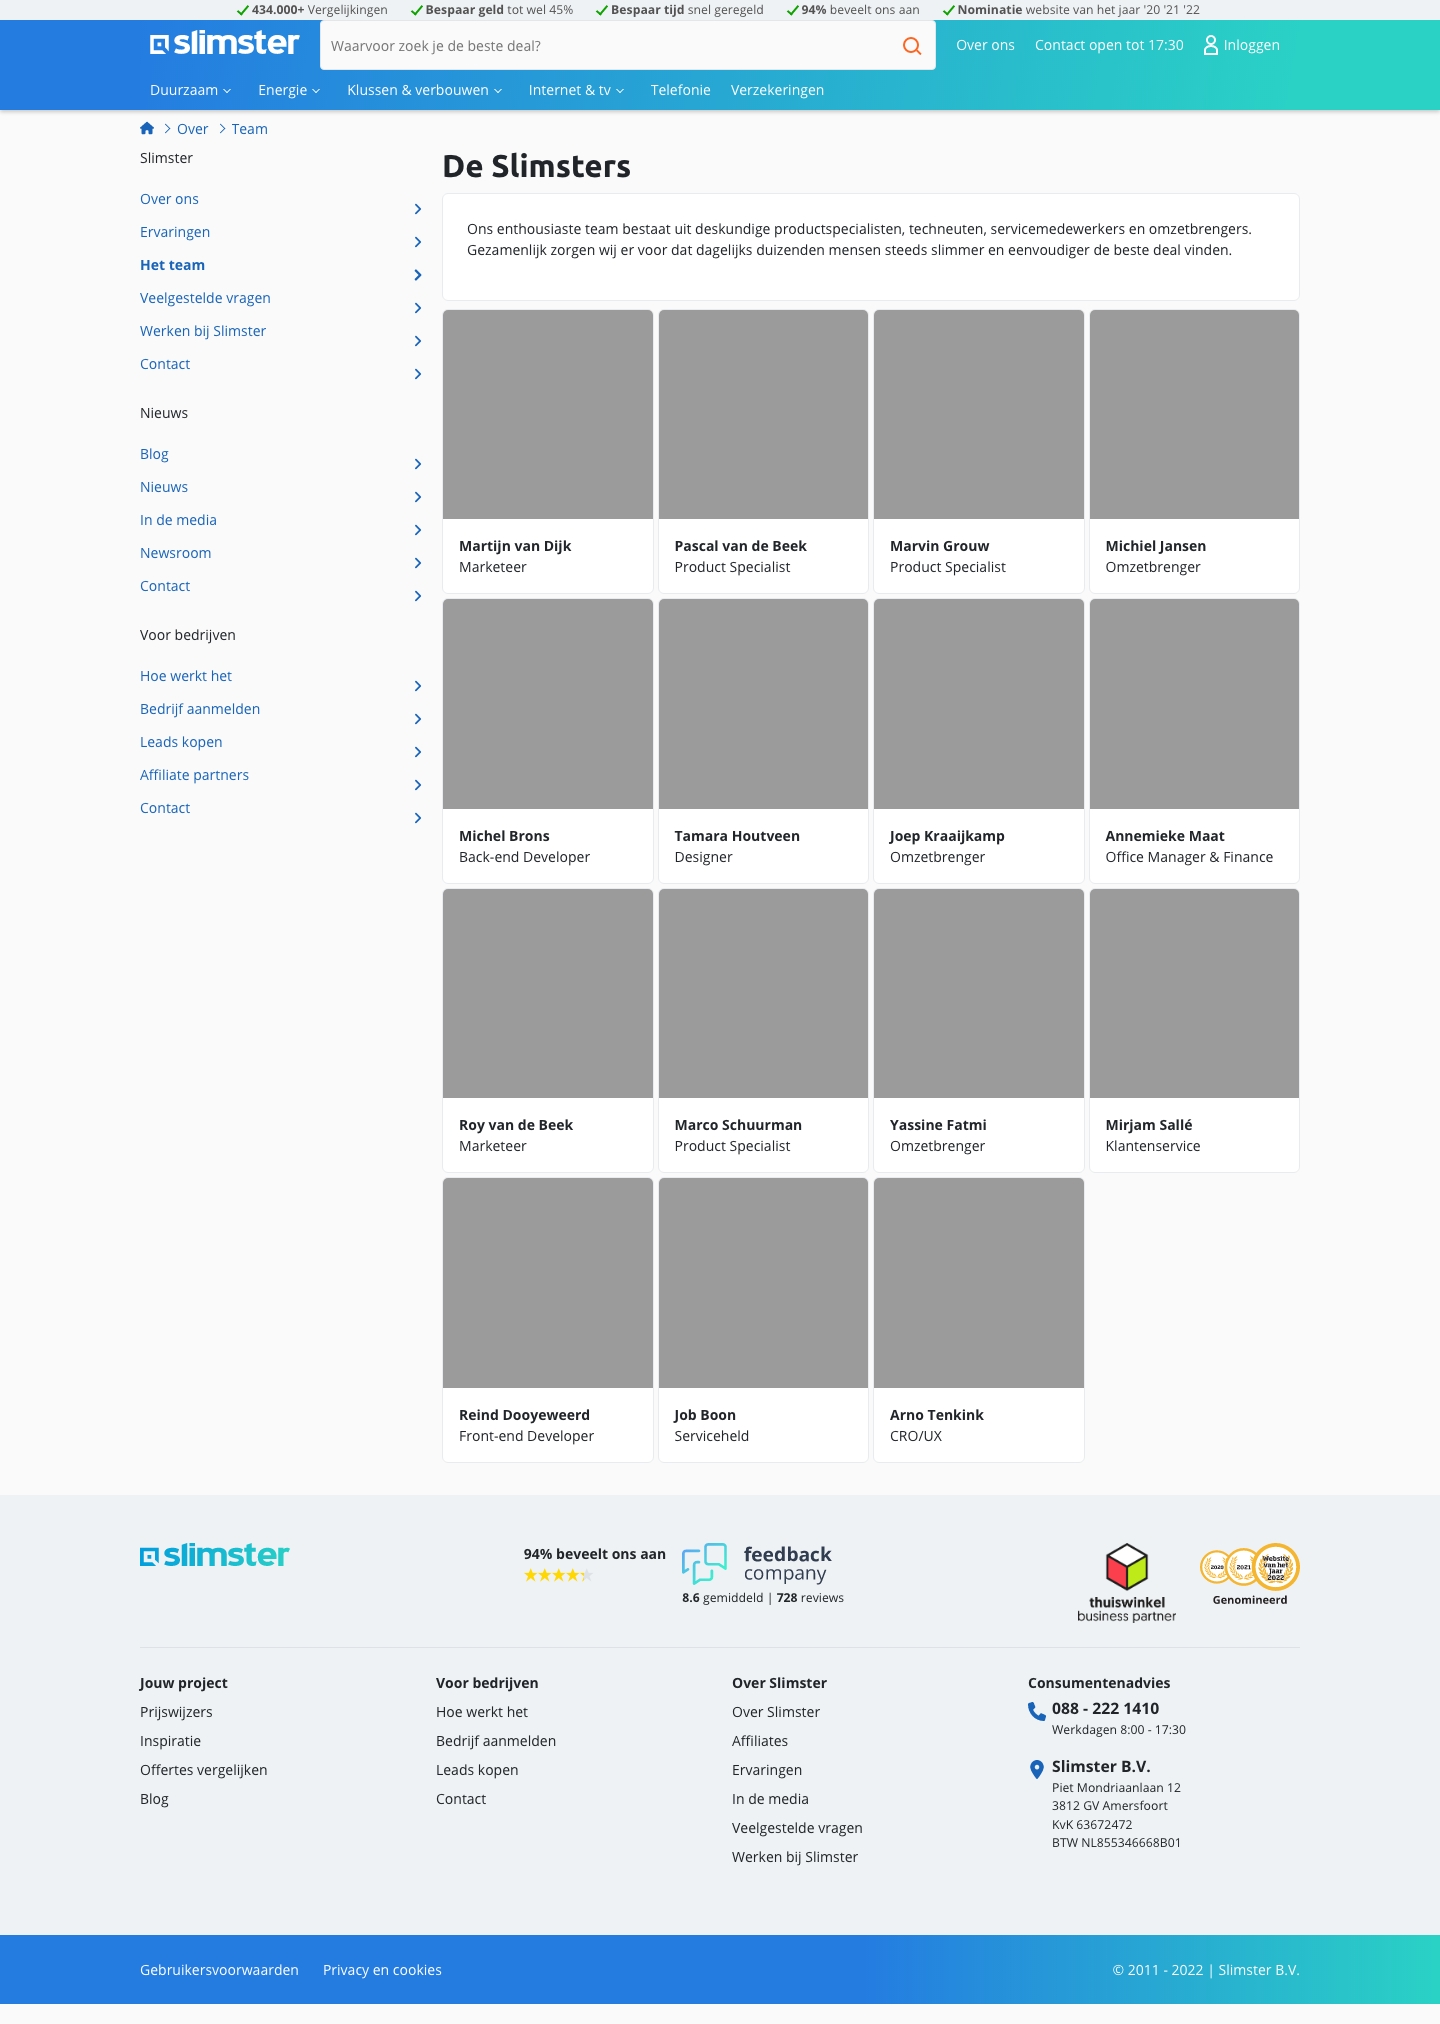 434.000+ Vergelijkingen Bespaar geld tot wel 45% Bespaar tijd snel geregeld 94% beveelt ons aan Nominatie website van het jaar '20 '21 '22
slimster
Waarvoor zoek je de beste deal?
Over ons Contact open tot 17:30 Inloggen
Duurzaam Energie Klussen & verbouwen Internet & tv Telefonie Verzekeringen
Over Team
Slimster
Over ons
Ervaringen
Het team
Veelgestelde vragen
Werken bij Slimster
Contact
Nieuws
Blog
Nieuws
In de media
Newsroom
Contact
Voor bedrijven
Hoe werkt het
Bedrijf aanmelden
Leads kopen
Affiliate partners
Contact
De Slimsters
Ons enthousiaste team bestaat uit deskundige productspecialisten, techneuten, servicemedewerkers en omzetbrengers.
Gezamenlijk zorgen wij er voor dat dagelijks duizenden mensen steeds slimmer en eenvoudiger de beste deal vinden.
Martijn van Dijk
Marketeer
Pascal van de Beek
Product Specialist
Marvin Grouw
Product Specialist
Michiel Jansen
Omzetbrenger
Michel Brons
Back-end Developer
Tamara Houtveen
Designer
Joep Kraaijkamp
Omzetbrenger
Annemieke Maat
Office Manager & Finance
Roy van de Beek
Marketeer
Marco Schuurman
Product Specialist
Yassine Fatmi
Omzetbrenger
Mirjam Sallé
Klantenservice
Reind Dooyeweerd
Front-end Developer
Job Boon
Serviceheld
Arno Tenkink
CRO/UX
slimster
94% beveelt ons aan
feedback
company
8.6 gemiddeld | 728 reviews
thuiswinkel
business partner
2020
2021
Website
van het
Jaar
2022
Genomineerd
Jouw project
Prijswijzers
Inspiratie
Offertes vergelijken
Blog
Voor bedrijven
Hoe werkt het
Bedrijf aanmelden
Leads kopen
Contact
Over Slimster
Over Slimster
Affiliates
Ervaringen
In de media
Veelgestelde vragen
Werken bij Slimster
Consumentenadvies
088 - 222 1410
Werkdagen 8:00 - 17:30
Slimster B.V.
Piet Mondriaanlaan 12
3812 GV Amersfoort
KvK 63672472
BTW NL855346668B01
Gebruikersvoorwaarden Privacy en cookies © 2011 - 2022 | Slimster B.V.